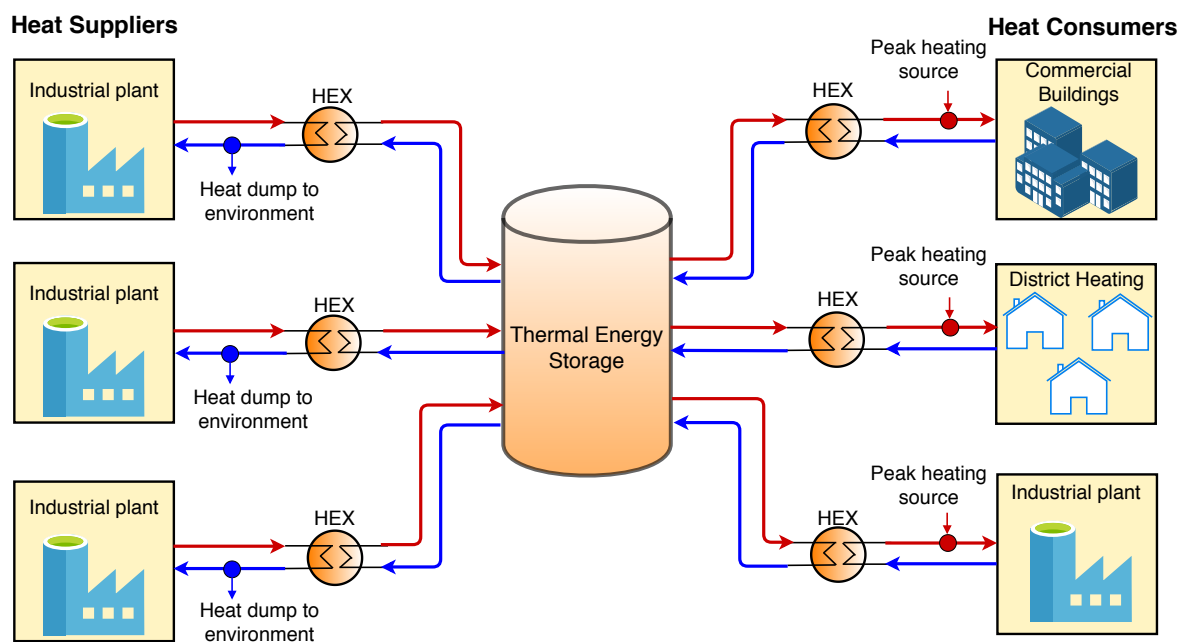 Heat Suppliers
Heat Consumers
Industrial plant
HEX
Heat dump to
environment
HEX
Peak heating
source
Commercial
Buildings
Industrial plant
HEX
Heat dump to
environment
Thermal Energy
Storage
HEX
Peak heating
source
District Heating
Industrial plant
HEX
Heat dump to
environment
HEX
Peak heating
source
Industrial plant